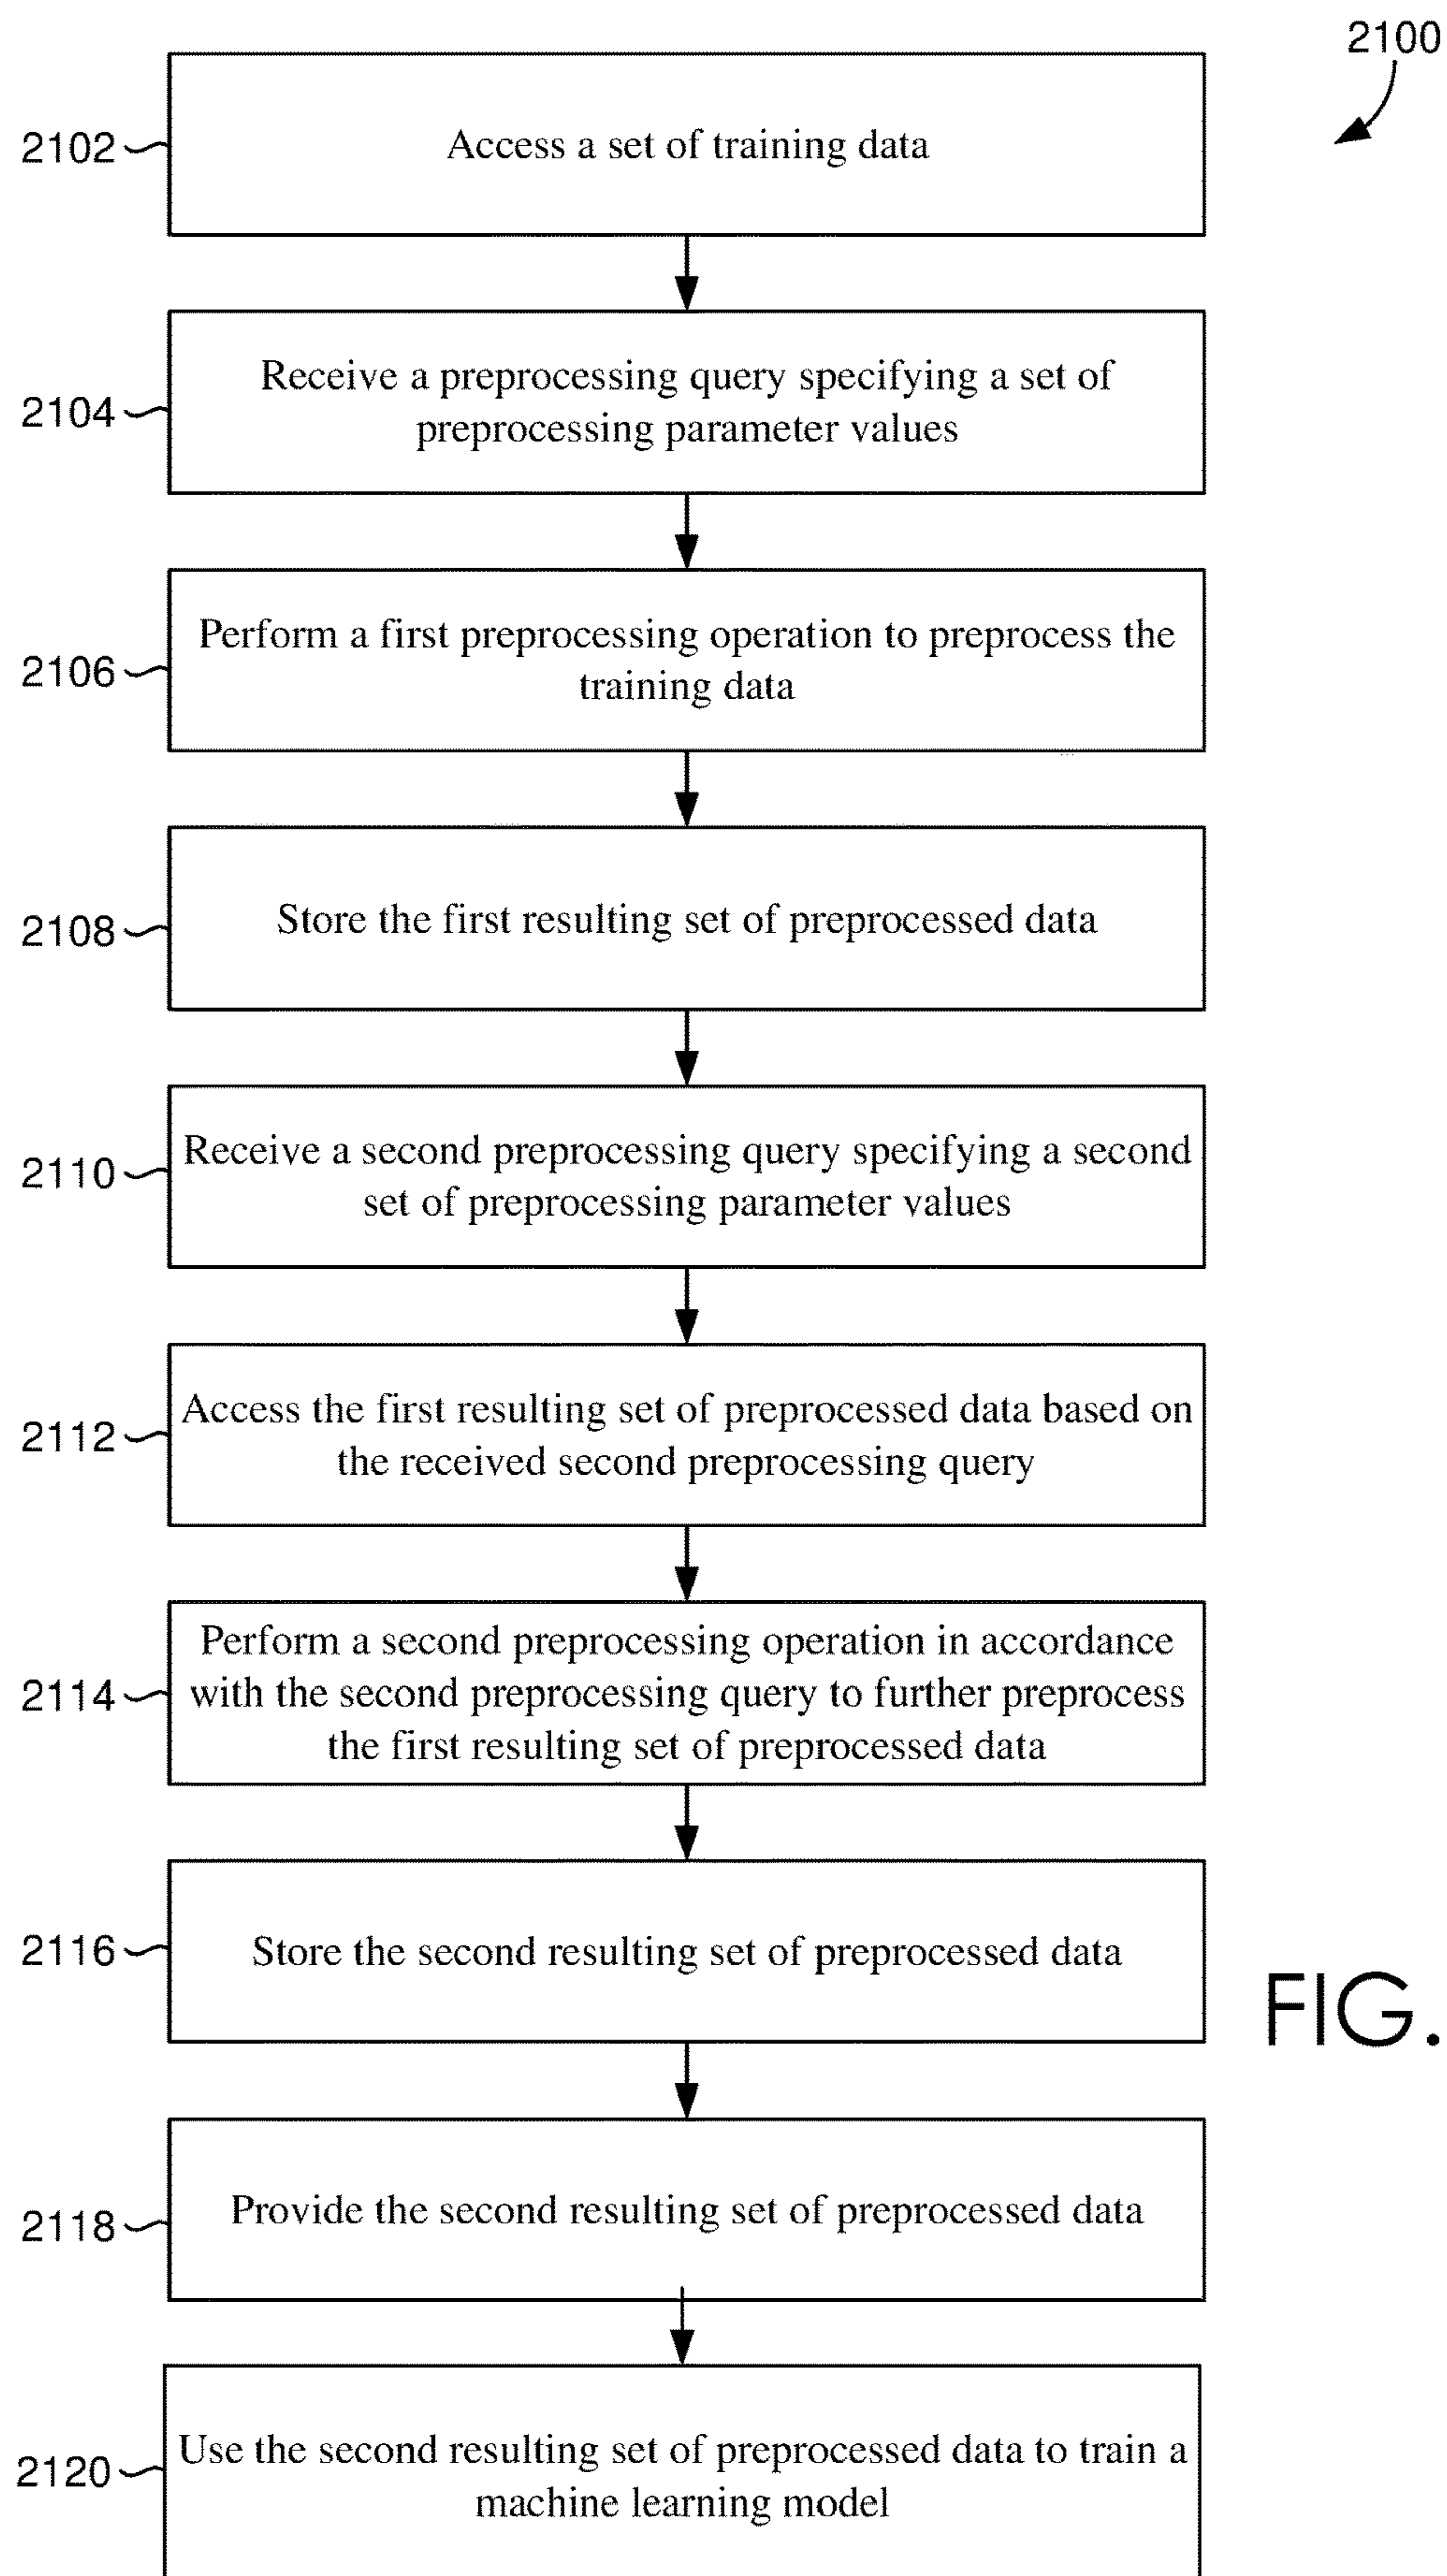 2100
2102
Access a set of training data
2104
Receive a preprocessing query specifying a set of
preprocessing parameter values
2106
Perform a first preprocessing operation to preprocess the
training data
2108
Store the first resulting set of preprocessed data
2110
Receive a second preprocessing query specifying a second
set of preprocessing parameter values
2112
Access the first resulting set of preprocessed data based on
the received second preprocessing query
2114
Perform a second preprocessing operation in accordance
with the second preprocessing query to further preprocess
the first resulting set of preprocessed data
2116
Store the second resulting set of preprocessed data
FIG.
2118
Provide the second resulting set of preprocessed data
2120
Use the second resulting set of preprocessed data to train a
machine learning model